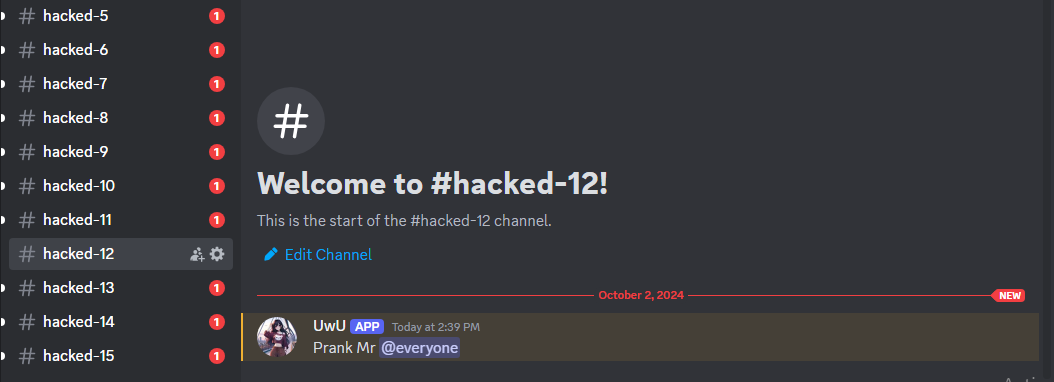 hacked-5 1
hacked-6 1
hacked-7 1
hacked-8 1
hacked-9 1
hacked-10 1
hacked-11 1
hacked-12
hacked-13 1
hacked-14 1
hacked-15 1
Welcome to #hacked-12!
This is the start of the #hacked-12 channel.
Edit Channel
October 2, 2024 NEW
UwU APP Today at 2:39 PM
Prank Mr @everyone